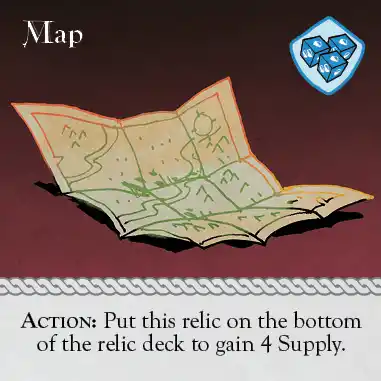 Map
ACTION: Put this relic on the bottom
of the relic deck to gain 4 Supply.